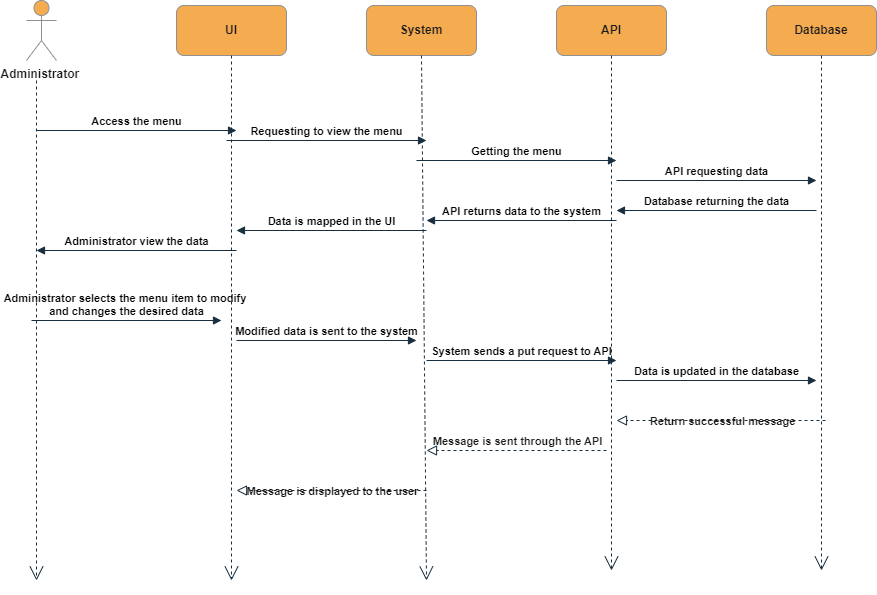 UI
System
API
Database
Administrator
Access the menu
Requesting to view the menu
Getting the menu
API requesting data
Database returning the data
API returns data to the system
Data is mapped in the UI
Administrator view the data
Administrator selects the menu item to modify
and changes the desired data
Modified data is sent to the system
System sends a put request to API
Data is updated in the database
Return successful message
Message is sent through the API
Message is displayed to the user